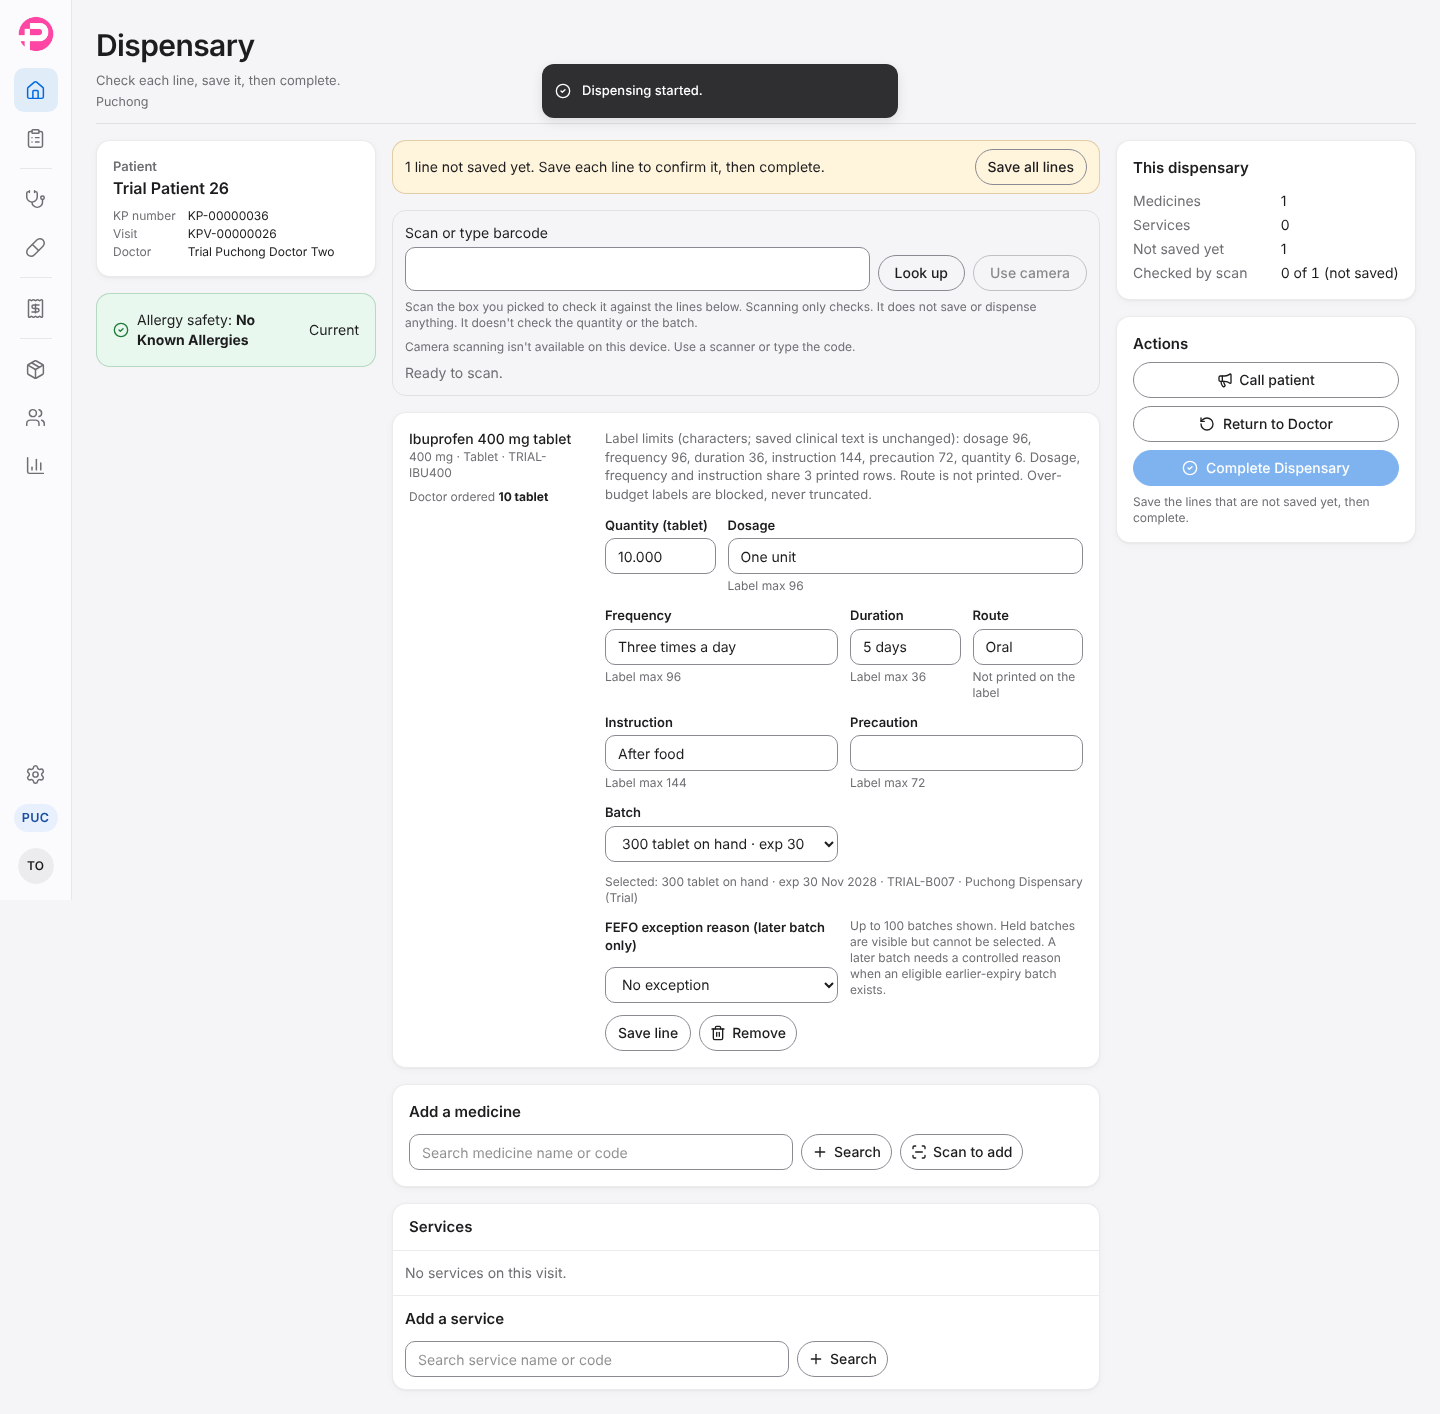 Dispensary
Check each line, save it, then complete.
Puchong
Dispensing started.
Patient
Trial Patient 26
KP number KP-00000036
Visit KPV-00000026
Doctor Trial Puchong Doctor Two
Allergy safety: No
Known Allergies
Current
1 line not saved yet. Save each line to confirm it, then complete.
Save all lines
Scan or type barcode
Look up
Use camera
Scan the box you picked to check it against the lines below. Scanning only checks. It does not save or dispense
anything. It doesn't check the quantity or the batch.
Camera scanning isn't available on this device. Use a scanner or type the code.
Ready to scan.
Ibuprofen 400 mg tablet
400 mg · Tablet · TRIAL-
IBU400
Doctor ordered 10 tablet
Label limits (characters; saved clinical text is unchanged): dosage 96,
frequency 96, duration 36, instruction 144, precaution 72, quantity 6. Dosage,
frequency and instruction share 3 printed rows. Route is not printed. Over-
budget labels are blocked, never truncated.
Quantity (tablet) Dosage
10.000 One unit
Label max 96
Frequency Duration Route
Three times a day 5 days Oral
Label max 96 Label max 36 Not printed on the
label
Instruction Precaution
After food
Label max 144 Label max 72
Batch
300 tablet on hand · exp 30
Selected: 300 tablet on hand · exp 30 Nov 2028 · TRIAL-B007 · Puchong Dispensary
(Trial)
FEFO exception reason (later batch
only)
No exception
Up to 100 batches shown. Held batches
are visible but cannot be selected. A
later batch needs a controlled reason
when an eligible earlier-expiry batch
exists.
Save line Remove
Add a medicine
Search medicine name or code
Search
Scan to add
Services
No services on this visit.
Add a service
Search service name or code
Search
This dispensary
Medicines 1
Services 0
Not saved yet 1
Checked by scan 0 of 1 (not saved)
Actions
Call patient
Return to Doctor
Complete Dispensary
Save the lines that are not saved yet, then
complete.
PUC
TO